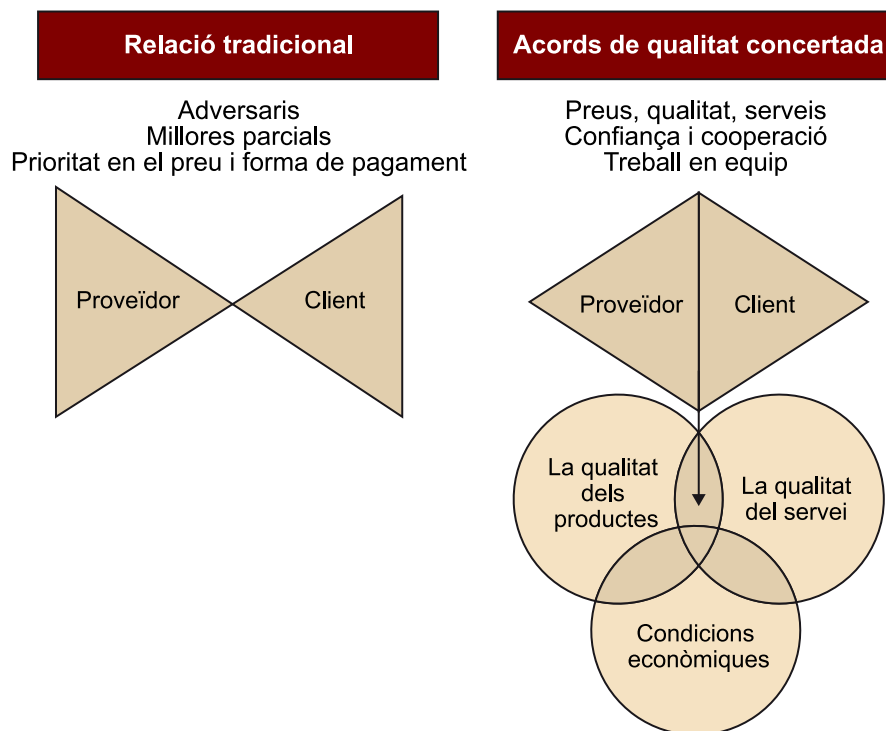 Relació tradicional
Adversaris
Millores parcials
Prioritat en el preu i forma de pagament
Proveïdor
Client
Acords de qualitat concertada
Preus, qualitat, serveis
Confiança i cooperació
Treball en equip
Proveïdor
Client
La qualitat
dels
productes
La qualitat
del servei
Condicions
econòmiques